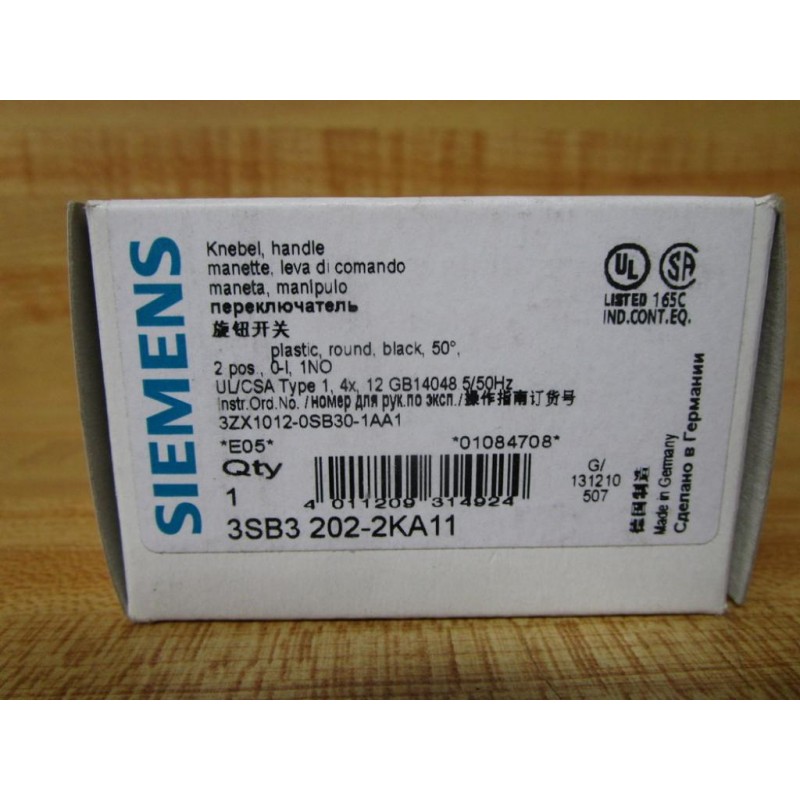 SIEMENS
Knebel, handle
manette, leva di comando
maneta, manipulo
переключатель
旋钮开关
plastic, round, black, 50°,
2 pos., 0-I, 1NO
UL/CSA Type 1, 4x, 12 GB14048.5/50Hz
Instr.Ord.No. /номер для рук.по эксп./操作指南订货号
3ZX1012-0SB30-1AA1
*E05* *01084708*
Qty
1
4 011209 314924
3SB3 202-2KA11
UL SA
LISTED 165C
IND.CONT.EQ.
G/
131210
507
德国制造
Made in Germany
Сделано в Германии